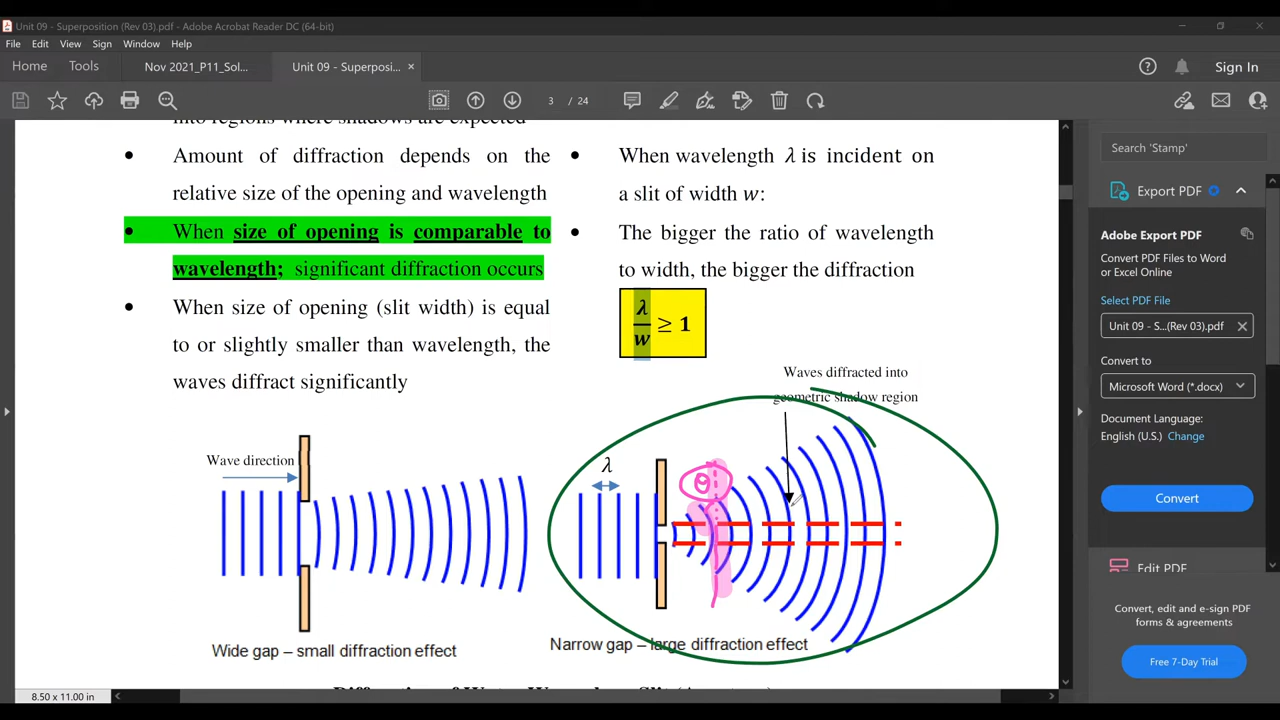 Unit 09 - Superposition (Rev 03).pdf - Adobe Acrobat Reader DC (64-bit)
File Edit View Sign Window Help
Home Tools Nov 2021_P11_Sol... Unit 09 - Superposi... ×
Sign In
3 / 24
into regions where shadows are expected
• Amount of diffraction depends on the
relative size of the opening and wavelength
• When size of opening is comparable to
wavelength; significant diffraction occurs
• When size of opening (slit width) is equal
to or slightly smaller than wavelength, the
waves diffract significantly
• When wavelength λ is incident on
a slit of width w:
• The bigger the ratio of wavelength
to width, the bigger the diffraction
λ/w ≥ 1
Waves diffracted into
geometric shadow region
Wave direction
λ
θ
Wide gap – small diffraction effect
Narrow gap – large diffraction effect
8.50 x 11.00 in
Search 'Stamp'
Export PDF
Adobe Export PDF
Convert PDF Files to Word
or Excel Online
Select PDF File
Unit 09 - S...(Rev 03).pdf
Convert to
Microsoft Word (*.docx)
Document Language:
English (U.S.) Change
Convert
Edit PDF
Create, edit and e-sign PDF
forms & agreements
Free 7-Day Trial